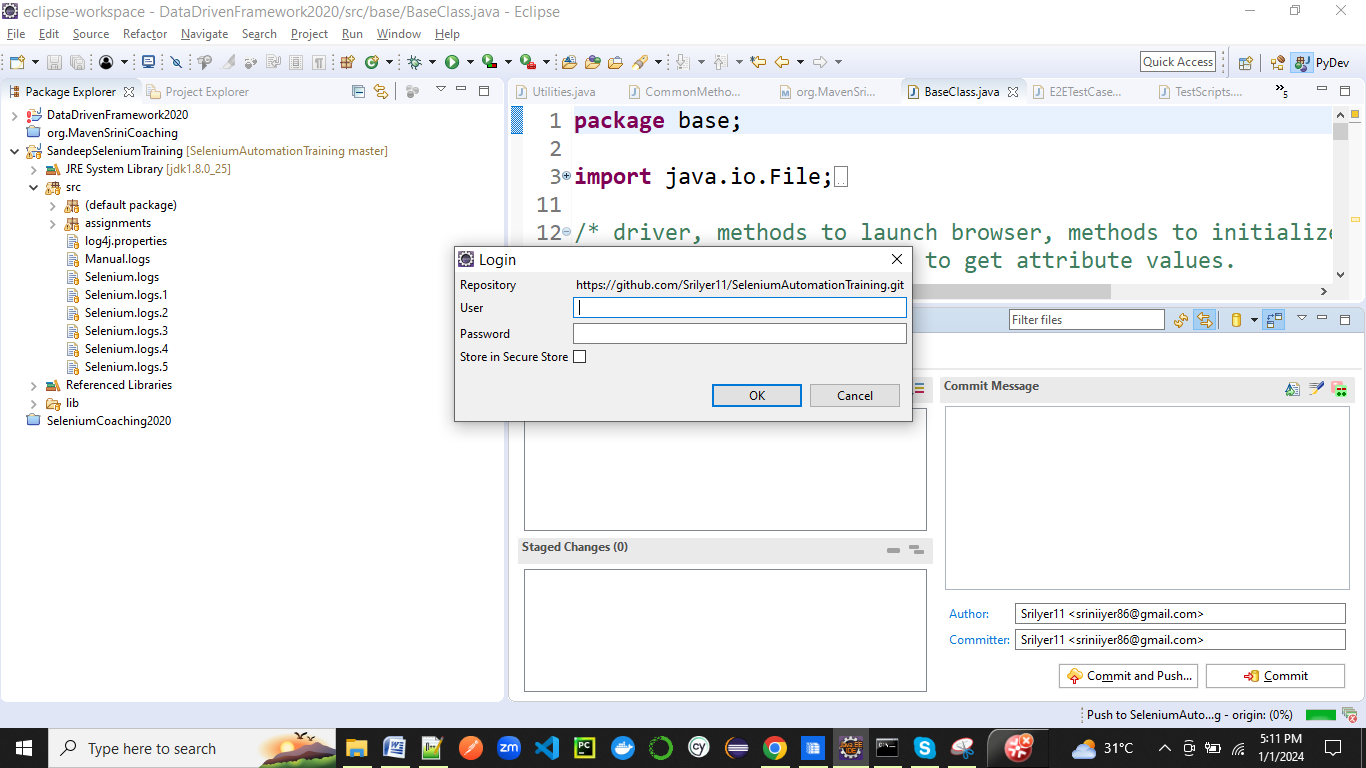 eclipse-workspace - DataDrivenFramework2020/src/base/BaseClass.java - Eclipse
File Edit Source Refactor Navigate Search Project Run Window Help
Quick Access
PyDev
Package Explorer
Project Explorer
DataDrivenFramework2020
org.MavenSriniCoaching
SandeepSeleniumTraining [SeleniumAutomationTraining master]
JRE System Library [jdk1.8.0_25]
src
(default package)
assignments
log4j.properties
Manual.logs
Selenium.logs
Selenium.logs.1
Selenium.logs.2
Selenium.logs.3
Selenium.logs.4
Selenium.logs.5
Referenced Libraries
lib
SeleniumCoaching2020
Utilities.java
CommonMetho...
org.MavenSri...
BaseClass.java
E2ETestCase...
TestScripts....
»5
1 package base;
2
3 import java.io.File;
11
12 /* driver, methods to launch browser, methods to initialize
to get attribute values.
Login
Repository https://github.com/SriIyer11/SeleniumAutomationTraining.git
User
Password
Store in Secure Store
OK
Cancel
Filter files
Staged Changes (0)
Commit Message
Author: SriIyer11 <sriniiyer86@gmail.com>
Committer: SriIyer11 <sriniiyer86@gmail.com>
Commit and Push...
Commit
Push to SeleniumAuto...g - origin: (0%)
Type here to search
zm
PC
cy
31°C
5:11 PM
1/1/2024